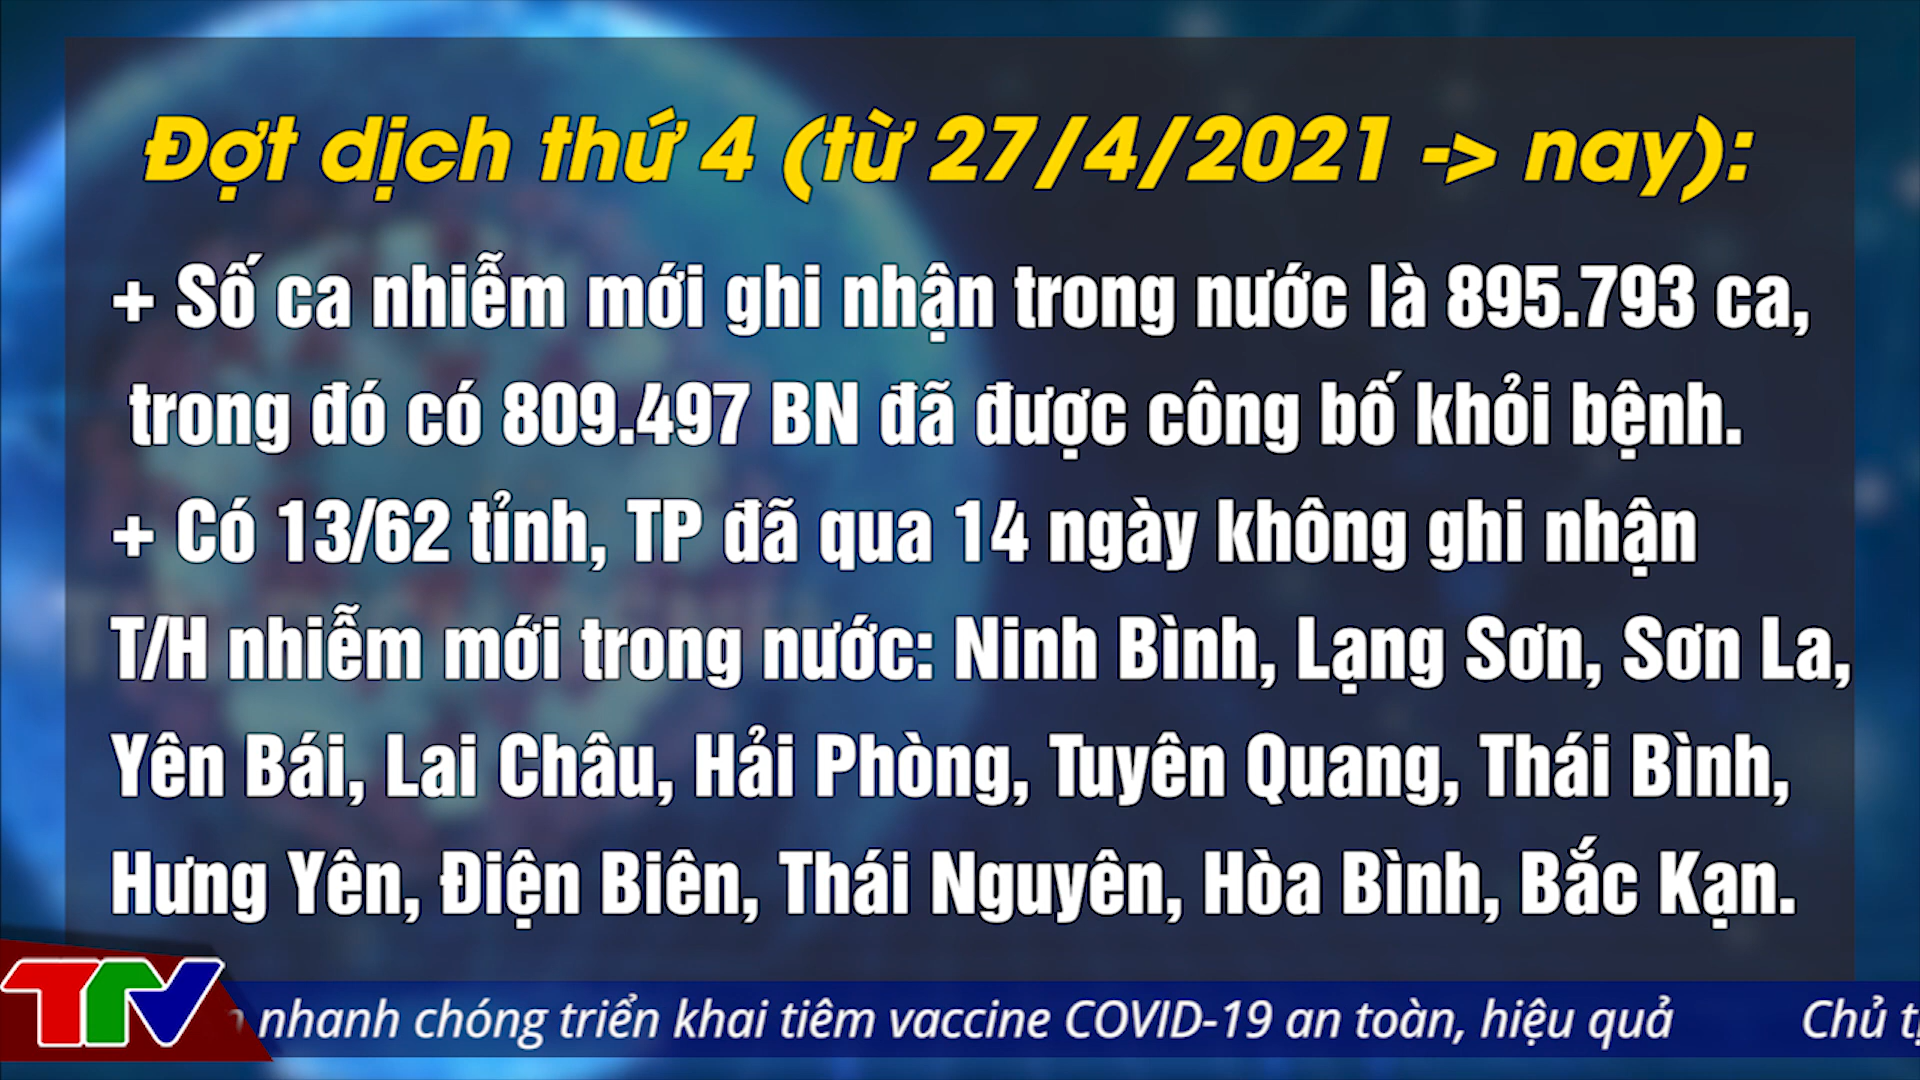 Đợt dịch thứ 4 (từ 27/4/2021 -> nay):
+ Số ca nhiễm mới ghi nhận trong nước là 895.793 ca,
trong đó có 809.497 BN đã được công bố khỏi bệnh.
+ Có 13/62 tỉnh, TP đã qua 14 ngày không ghi nhận
T/H nhiễm mới trong nước: Ninh Bình, Lạng Sơn, Sơn La,
Yên Bái, Lai Châu, Hải Phòng, Tuyên Quang, Thái Bình,
Hưng Yên, Điện Biên, Thái Nguyên, Hòa Bình, Bắc Kạn.
TTV
nhanh chóng triển khai tiêm vaccine COVID-19 an toàn, hiệu quả Chủ